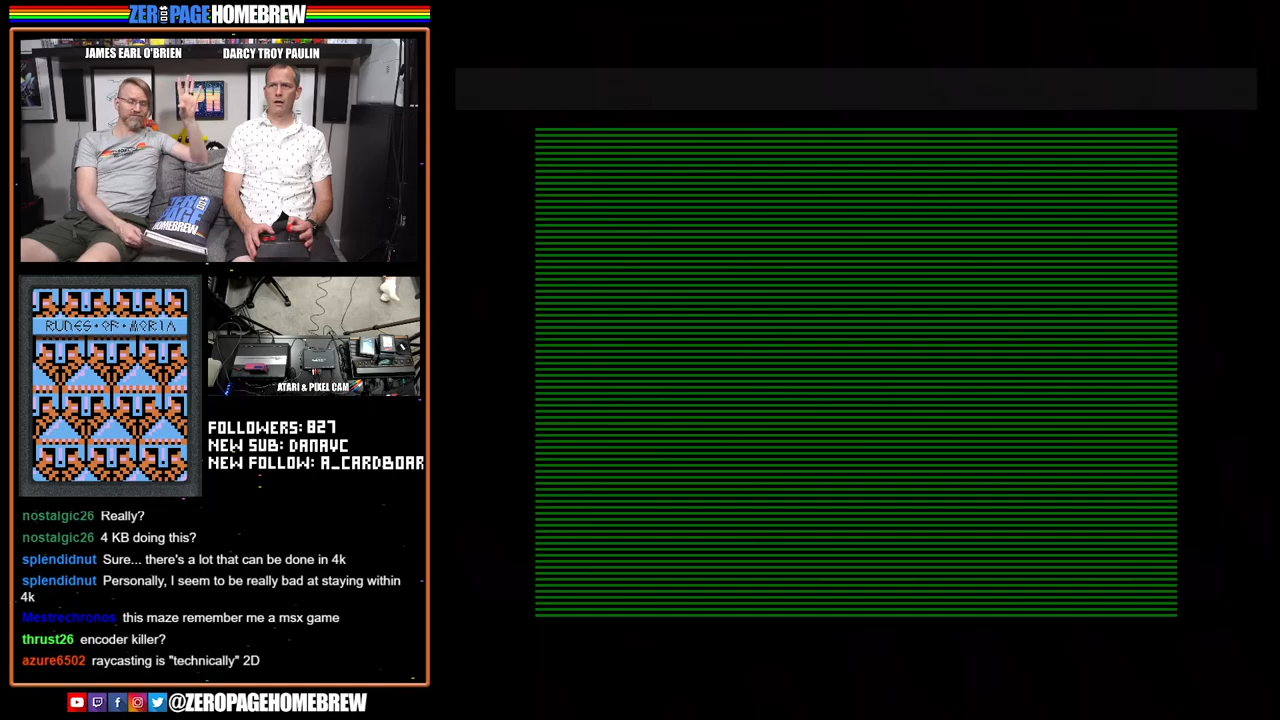 ZEROPAGE HOMEBREW
JAMES EARL O'BRIEN
DARCY TROY PAULIN
ZERO
PAGE
HOMEBREW
RUNES•OF•MORIA
ATARI & PIXEL CAM
FOLLOWERS: 827
NEW SUB: DANAYC
NEW FOLLOW: A_CARDBOAR
nostalgic26 Really?
nostalgic26 4 KB doing this?
splendidnut Sure... there's a lot that can be done in 4k
splendidnut Personally, I seem to be really bad at staying within
4k
Mestrechronos this maze remember me a msx game
thrust26 encoder killer?
azure6502 raycasting is "technically" 2D
@ZEROPAGEHOMEBREW